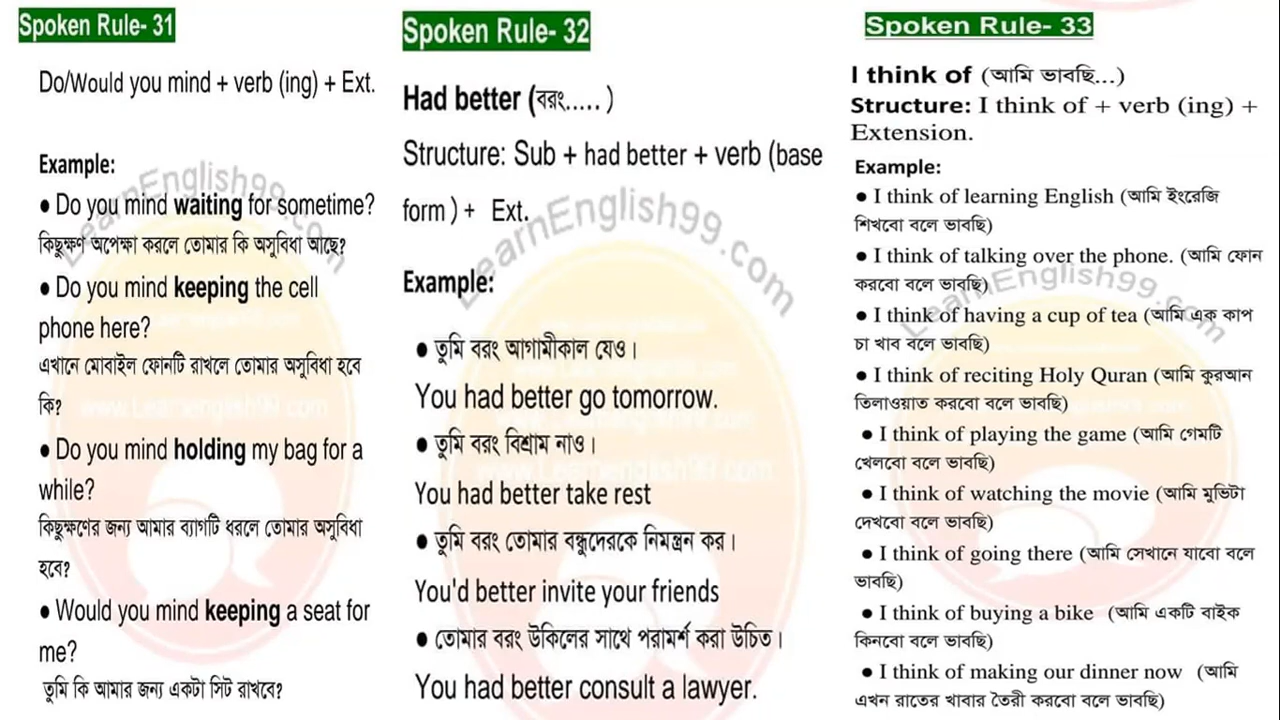 Spoken Rule- 31
Do/Would you mind + verb (ing) + Ext.
Example:
● Do you mind waiting for sometime?
কিছুক্ষণ অপেক্ষা করলে তোমার কি অসুবিধা আছে?
● Do you mind keeping the cell
phone here?
এখানে মোবাইল ফোনটি রাখলে তোমার অসুবিধা হবে
কি?
● Do you mind holding my bag for a
while?
কিছুক্ষণের জন্য আমার ব্যাগটি ধরলে তোমার অসুবিধা
হবে?
● Would you mind keeping a seat for
me?
তুমি কি আমার জন্য একটা সিট রাখবে?
LearnEnglish99.com
www.Learnenglish99.com
Spoken Rule- 32
Had better (বরং..... )
Structure: Sub + had better + verb (base
form ) + Ext.
Example:
● তুমি বরং আগামীকাল যেও।
You had better go tomorrow.
● তুমি বরং বিশ্রাম নাও।
You had better take rest
● তুমি বরং তোমার বন্ধুদেরকে নিমন্ত্রন কর।
You'd better invite your friends
● তোমার বরং উকিলের সাথে পরামর্শ করা উচিত।
You had better consult a lawyer.
LearnEnglish99.com
www.Learnenglish99.com
Spoken Rule- 33
I think of (আমি ভাবছি...)
Structure: I think of + verb (ing) +
Extension.
Example:
● I think of learning English (আমি ইংরেজি
শিখবো বলে ভাবছি)
● I think of talking over the phone. (আমি ফোন
করবো বলে ভাবছি)
● I think of having a cup of tea (আমি এক কাপ
চা খাব বলে ভাবছি)
● I think of reciting Holy Quran (আমি কুরআন
তিলাওয়াত করবো বলে ভাবছি)
● I think of playing the game (আমি গেমটি
খেলবো বলে ভাবছি)
● I think of watching the movie (আমি মুভিটা
দেখবো বলে ভাবছি)
● I think of going there (আমি সেখানে যাবো বলে
ভাবছি)
● I think of buying a bike (আমি একটি বাইক
কিনবো বলে ভাবছি)
● I think of making our dinner now (আমি
এখন রাতের খাবার তৈরী করবো বলে ভাবছি)
LearnEnglish99.com